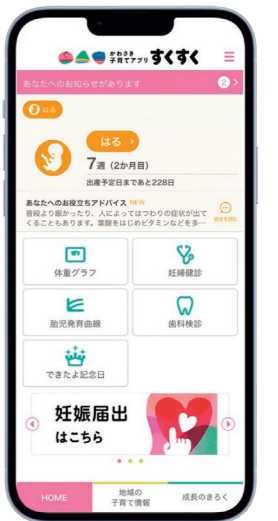 かわさき
子育てアプリ すくすく
あなたへのお知らせがあります 2
はる
はる
7週(2か月目)
出産予定日まであと228日
あなたへのお役立ちアドバイス NEW
普段より眠かったり、人によってはつわりの症状が出て
くることもあります。葉酸をはじめビタミンなどを多…
続きを読む
体重グラフ
妊婦健診
胎児発育曲線
歯科検診
できたよ記念日
妊娠届出
はこちら
HOME
地域の
子育て情報
成長のきろく